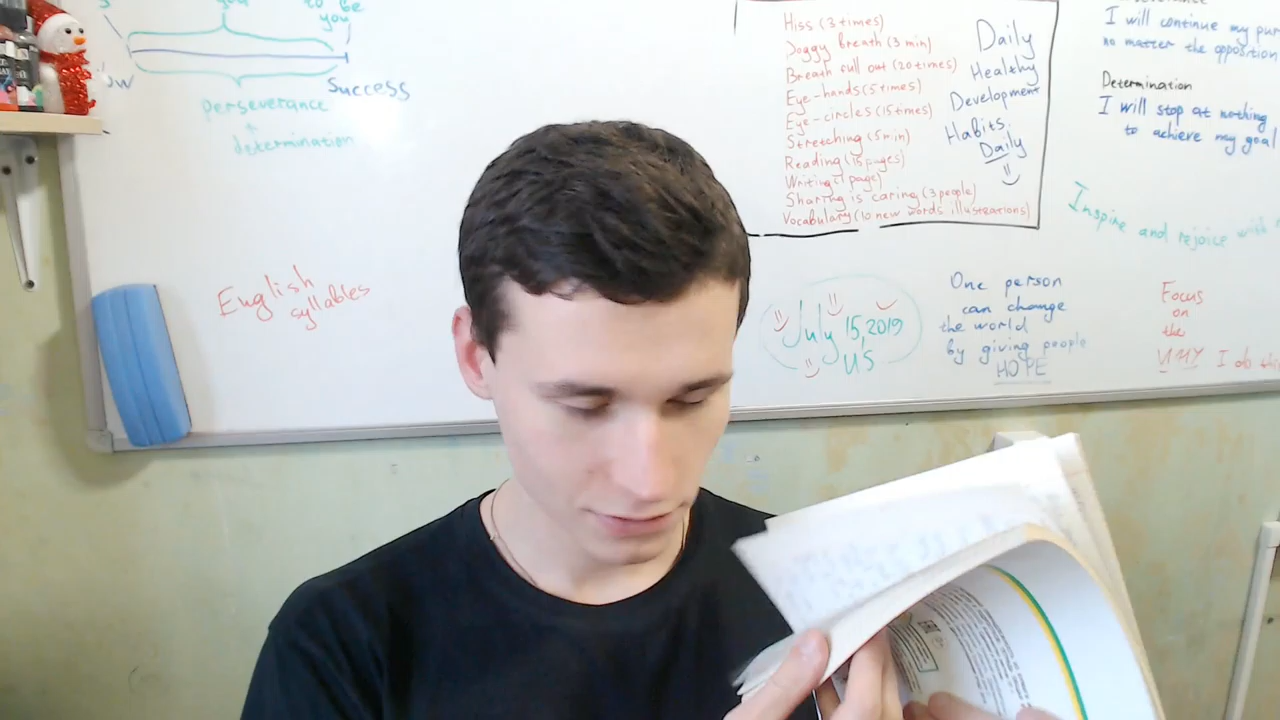 you
to be
you
Success
perseverance
determination
English
syllables
Hiss (3 times)
Doggy breath (3 min)
Breath full out (20 times)
Eye-hands (5 times)
Eye-circles (15 times)
Stretching (5 min)
Reading (15 pages)
Writing (1 page)
Sharing is caring (3 people)
Vocabulary (10 new words illustrations)
Daily
Healthy
Development
Habits
Daily
I will continue my
no matter the opposition
Determination
I will stop at nothing
to achieve my goal
Inspire and rejoice with
July 15, 2019
US
One person
can change
the world
by giving people
HOPE
Focus
on
the
WHY I do
EAC